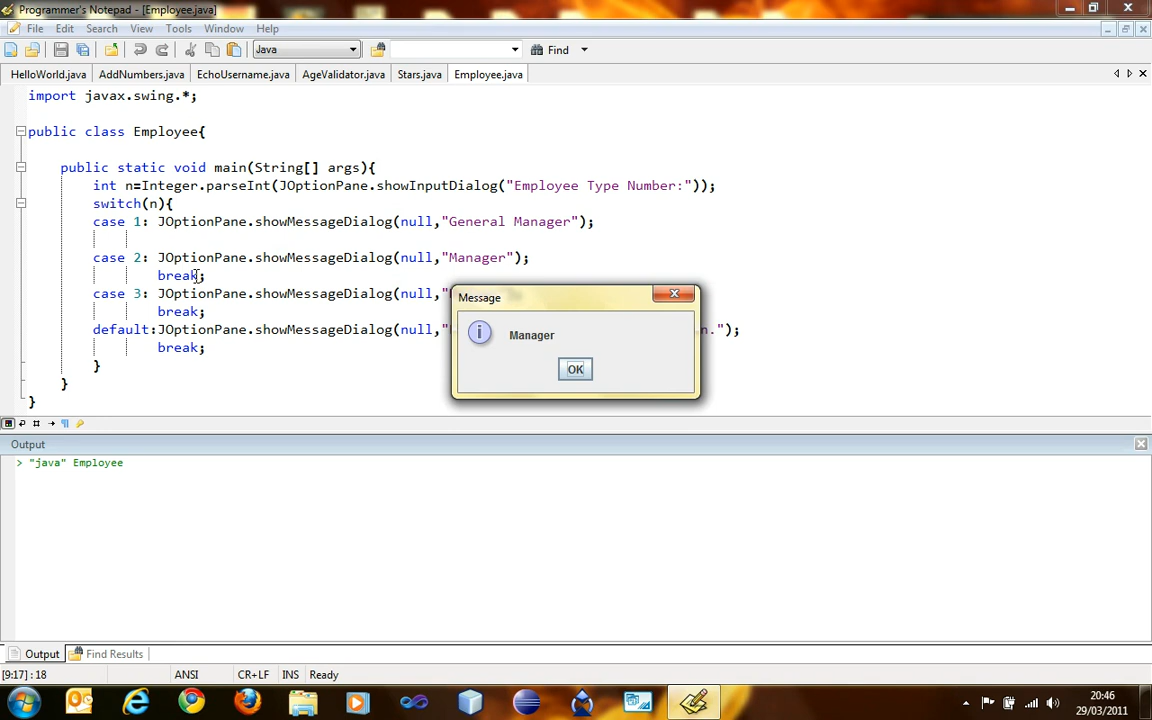 Programmer's Notepad - [Employee.java]
File Edit Search View Tools Window Help
Java Find
HelloWorld.java AddNumbers.java EchoUsername.java AgeValidator.java Stars.java Employee.java
import javax.swing.*;
public class Employee{
public static void main(String[] args){
int n=Integer.parseInt(JOptionPane.showInputDialog("Employee Type Number:"));
switch(n){
case 1: JOptionPane.showMessageDialog(null,"General Manager");
case 2: JOptionPane.showMessageDialog(null,"Manager");
break;
case 3: JOptionPane.showMessageDialog(null,"
break;
default:JOptionPane.showMessageDialog(null,"
n.");
break;
}
}
}
Message
Manager
OK
Output
> "java" Employee
Output Find Results
[9:17] : 18 ANSI CR+LF INS Ready
20:46
29/03/2011